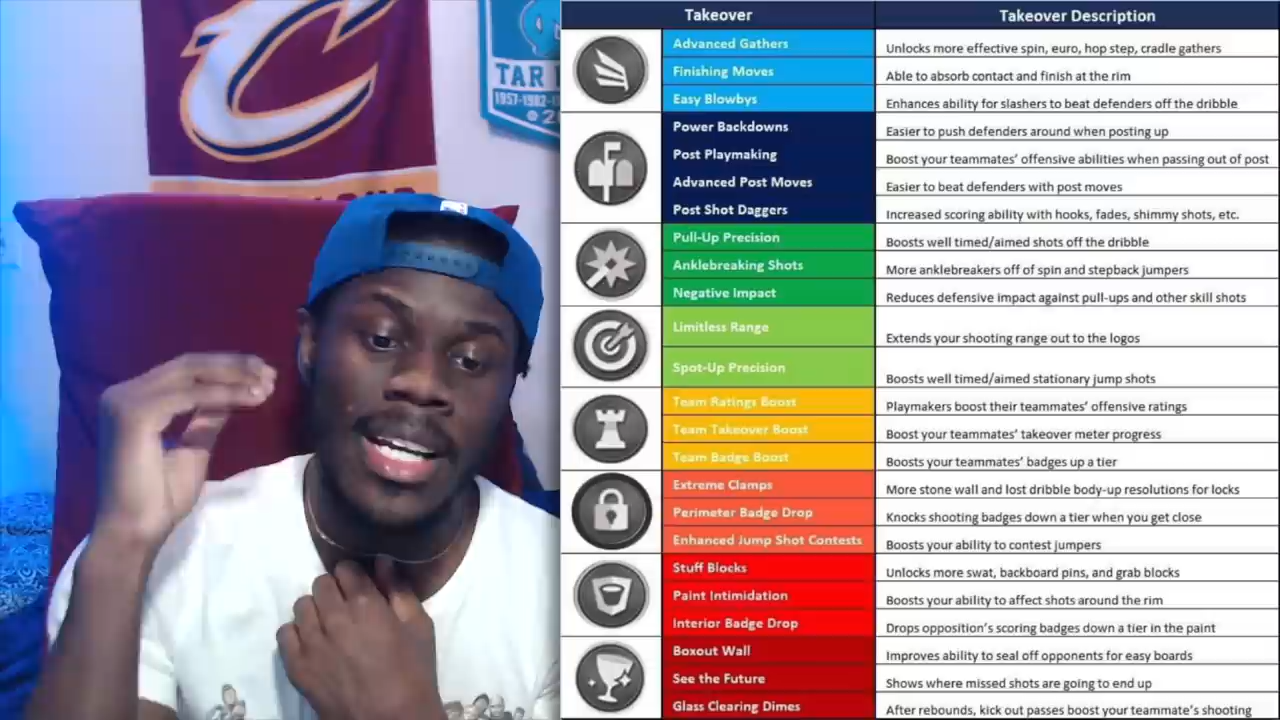 TAR
1957-1982-
20
Takeover Takeover Description
Advanced Gathers Unlocks more effective spin, euro, hop step, cradle gathers
Finishing Moves Able to absorb contact and finish at the rim
Easy Blowbys Enhances ability for slashers to beat defenders off the dribble
Power Backdowns Easier to push defenders around when posting up
Post Playmaking Boost your teammates' offensive abilities when passing out of post
Advanced Post Moves Easier to beat defenders with post moves
Post Shot Daggers Increased scoring ability with hooks, fades, shimmy shots, etc.
Pull-Up Precision Boosts well timed/aimed shots off the dribble
Anklebreaking Shots More anklebreakers off of spin and stepback jumpers
Negative Impact Reduces defensive impact against pull-ups and other skill shots
Limitless Range Extends your shooting range out to the logos
Spot-Up Precision Boosts well timed/aimed stationary jump shots
Team Ratings Boost Playmakers boost their teammates' offensive ratings
Team Takeover Boost Boost your teammates' takeover meter progress
Team Badge Boost Boosts your teammates' badges up a tier
Extreme Clamps More stone wall and lost dribble body-up resolutions for locks
Perimeter Badge Drop Knocks shooting badges down a tier when you get close
Enhanced Jump Shot Contests Boosts your ability to contest jumpers
Stuff Blocks Unlocks more swat, backboard pins, and grab blocks
Paint Intimidation Boosts your ability to affect shots around the rim
Interior Badge Drop Drops opposition's scoring badges down a tier in the paint
Boxout Wall Improves ability to seal off opponents for easy boards
See the Future Shows where missed shots are going to end up
Glass Clearing Dimes After rebounds, kick out passes boost your teammate's shooting